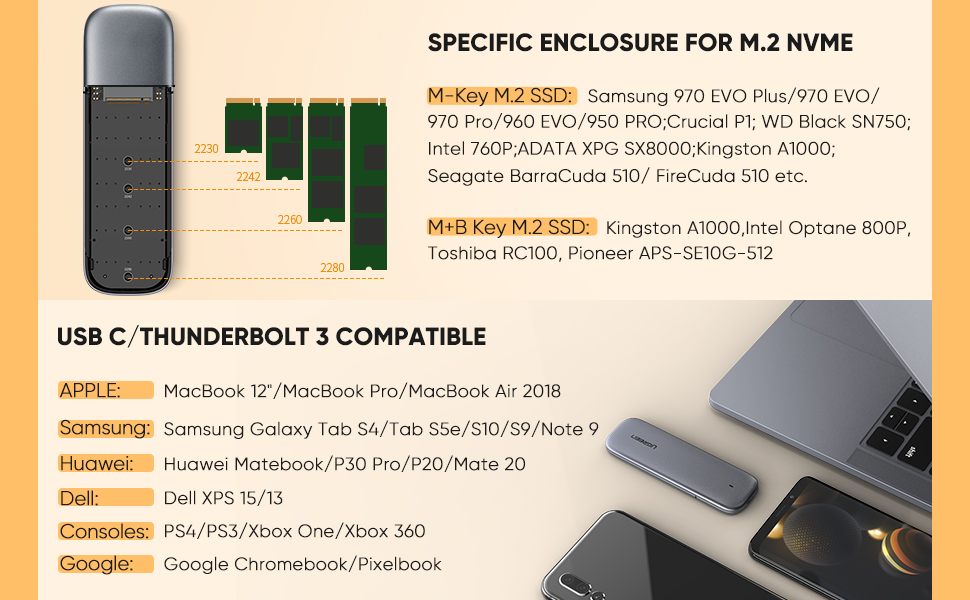 SPECIFIC ENCLOSURE FOR M.2 NVME
M-Key M.2 SSD: Samsung 970 EVO Plus/970 EVO/
970 Pro/960 EVO/950 PRO;Crucial P1; WD Black SN750;
Intel 760P;ADATA XPG SX8000;Kingston A1000;
Seagate BarraCuda 510/ FireCuda 510 etc.
M+B Key M.2 SSD: Kingston A1000,Intel Optane 800P,
Toshiba RC100, Pioneer APS-SE10G-512
2230
2242
2260
2280
USB C/THUNDERBOLT 3 COMPATIBLE
APPLE: MacBook 12"/MacBook Pro/MacBook Air 2018
Samsung: Samsung Galaxy Tab S4/Tab S5e/S10/S9/Note 9
Huawei: Huawei Matebook/P30 Pro/P20/Mate 20
Dell: Dell XPS 15/13
Consoles: PS4/PS3/Xbox One/Xbox 360
Google: Google Chromebook/Pixelbook
UGREEN